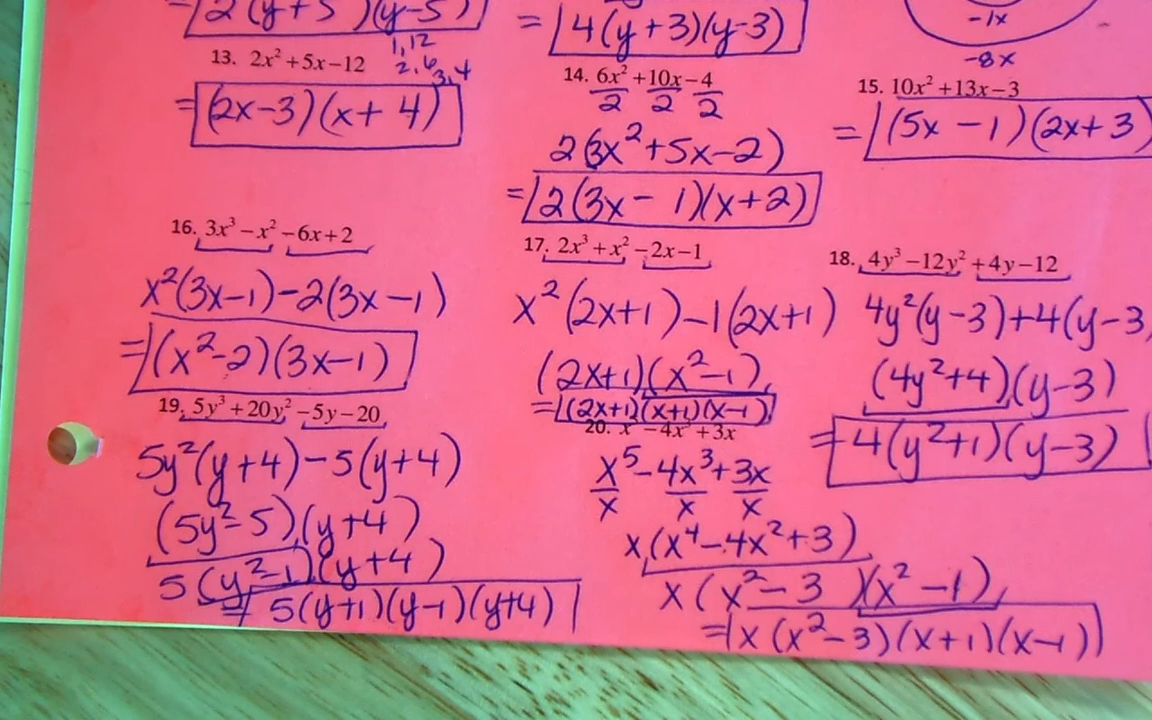 = 2(y+5)(y-5)
= 4(y+3)(y-3)
-1x
-8x
13. 2x² + 5x – 12
1,12
2,6
3,4
= (2x-3)(x+4)
14. 6x² + 10x – 4
2 2 2
2(3x²+5x-2)
= 2(3x-1)(x+2)
15. 10x² + 13x – 3
= (5x-1)(2x+3
16. 3x³ – x² – 6x + 2
x²(3x-1)-2(3x-1)
= (x²-2)(3x-1)
17. 2x³ + x² – 2x – 1
x²(2x+1)-1(2x+1)
(2x+1)(x²-1)
= (2x+1)(x+1)(x-1)
18. 4y³ – 12y² + 4y – 12
4y²(y-3)+4(y-3
(4y²+4)(y-3)
= 4(y²+1)(y-3)
19. 5y³ + 20y² – 5y – 20
5y²(y+4)-5(y+4)
(5y²-5)(y+4)
5(y²-1)(y+4)
= 5(y+1)(y-1)(y+4)
20. x – 4x³ + 3x
x⁵-4x³+3x
x x x
x(x⁴-4x²+3)
x(x²-3)(x²-1)
= x(x²-3)(x+1)(x-1)